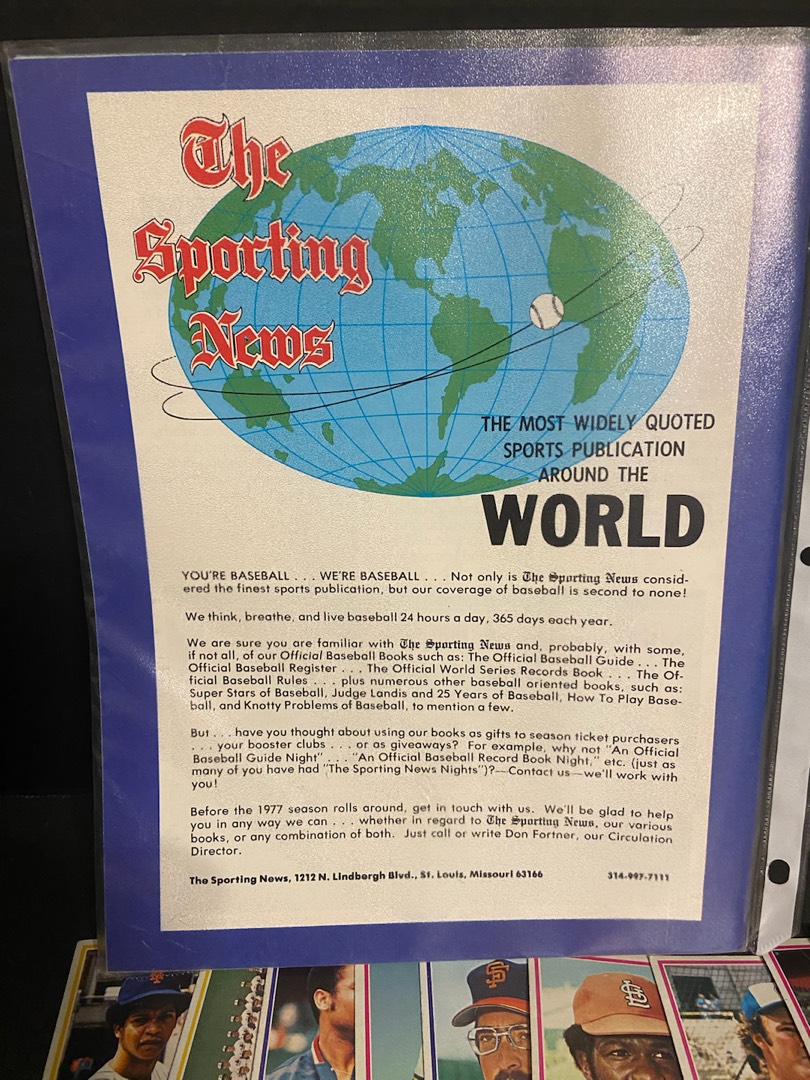 The
Sporting
News
THE MOST WIDELY QUOTED
SPORTS PUBLICATION
AROUND THE
WORLD
YOU'RE BASEBALL . . . WE'RE BASEBALL . . . Not only is The Sporting News consid-
ered the finest sports publication, but our coverage of baseball is second to none!
We think, breathe, and live baseball 24 hours a day, 365 days each year.
We are sure you are familiar with The Sporting News and, probably, with some,
if not all, of our Official Baseball Books such as: The Official Baseball Guide . . . The
Official Baseball Register . . . The Official World Series Records Book . . . The Of-
ficial Baseball Rules . . . plus numerous other baseball oriented books, such as:
Super Stars of Baseball, Judge Landis and 25 Years of Baseball, How To Play Base-
ball, and Knotty Problems of Baseball, to mention a few.
But . . . have you thought about using our books as gifts to season ticket purchasers
. . . your booster clubs . . . or as giveaways? For example, why not "An Official
Baseball Guide Night" . . . "An Official Baseball Record Book Night," etc. (just as
many of you have had "The Sporting News Nights")?—Contact us—we'll work with
you!
Before the 1977 season rolls around, get in touch with us. We'll be glad to help
you in any way we can . . . whether in regard to The Sporting News, our various
books, or any combination of both. Just call or write Don Fortner, our Circulation
Director.
The Sporting News, 1212 N. Lindbergh Blvd., St. Louis, Missouri 63166 314-997-7111
SF